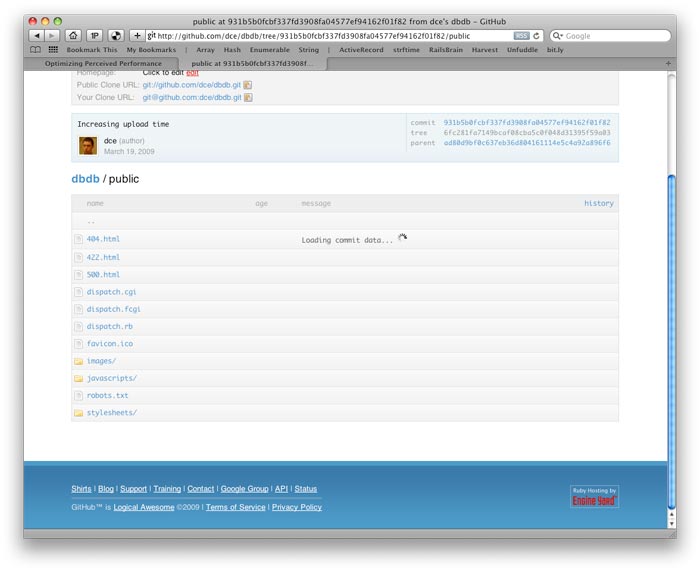 public at 931b5b0fcbf337fd3908fa04577ef94162f01f82 from dce's dbdb – GitHub
1P
git http://github.com/dce/dbdb/tree/931b5b0fcbf337fd3908fa04577ef94162f01f82/public
RSS
Google
Bookmark This My Bookmarks | Array Hash Enumerable String | ActiveRecord strftime RailsBrain Harvest Unfuddle bit.ly
Optimizing Perceived Performance
public at 931b5b0fcbf337fd3908f...
Homepage: Click to edit edit
Public Clone URL: git://github.com/dce/dbdb.git
Your Clone URL: git@github.com:dce/dbdb.git
Increasing upload time
dce (author)
March 19, 2009
commit 931b5b0fcbf337fd3908fa04577ef94162f01f82
tree 6fc281fa7149bcaf08cba5c0f048d31395f59a03
parent ad80d9bf0c637eb36d804161114e5c4a92a896f6
dbdb / public
name age message history
..
404.html Loading commit data...
422.html
500.html
dispatch.cgi
dispatch.fcgi
dispatch.rb
favicon.ico
images/
javascripts/
robots.txt
stylesheets/
Shirts | Blog | Support | Training | Contact | Google Group | API | Status
GitHub™ is Logical Awesome ©2009 | Terms of Service | Privacy Policy
Ruby Hosting by
Engine Yard